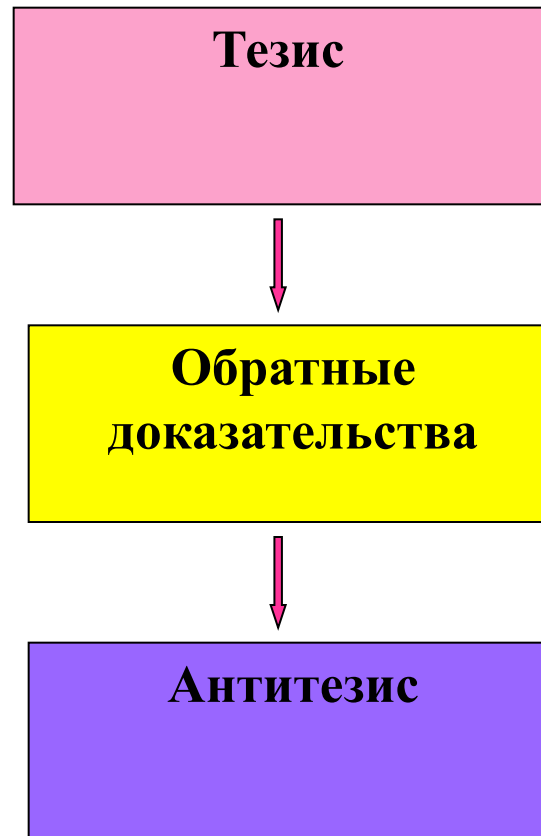 Тезис
Обратные
доказательства
Антитезис